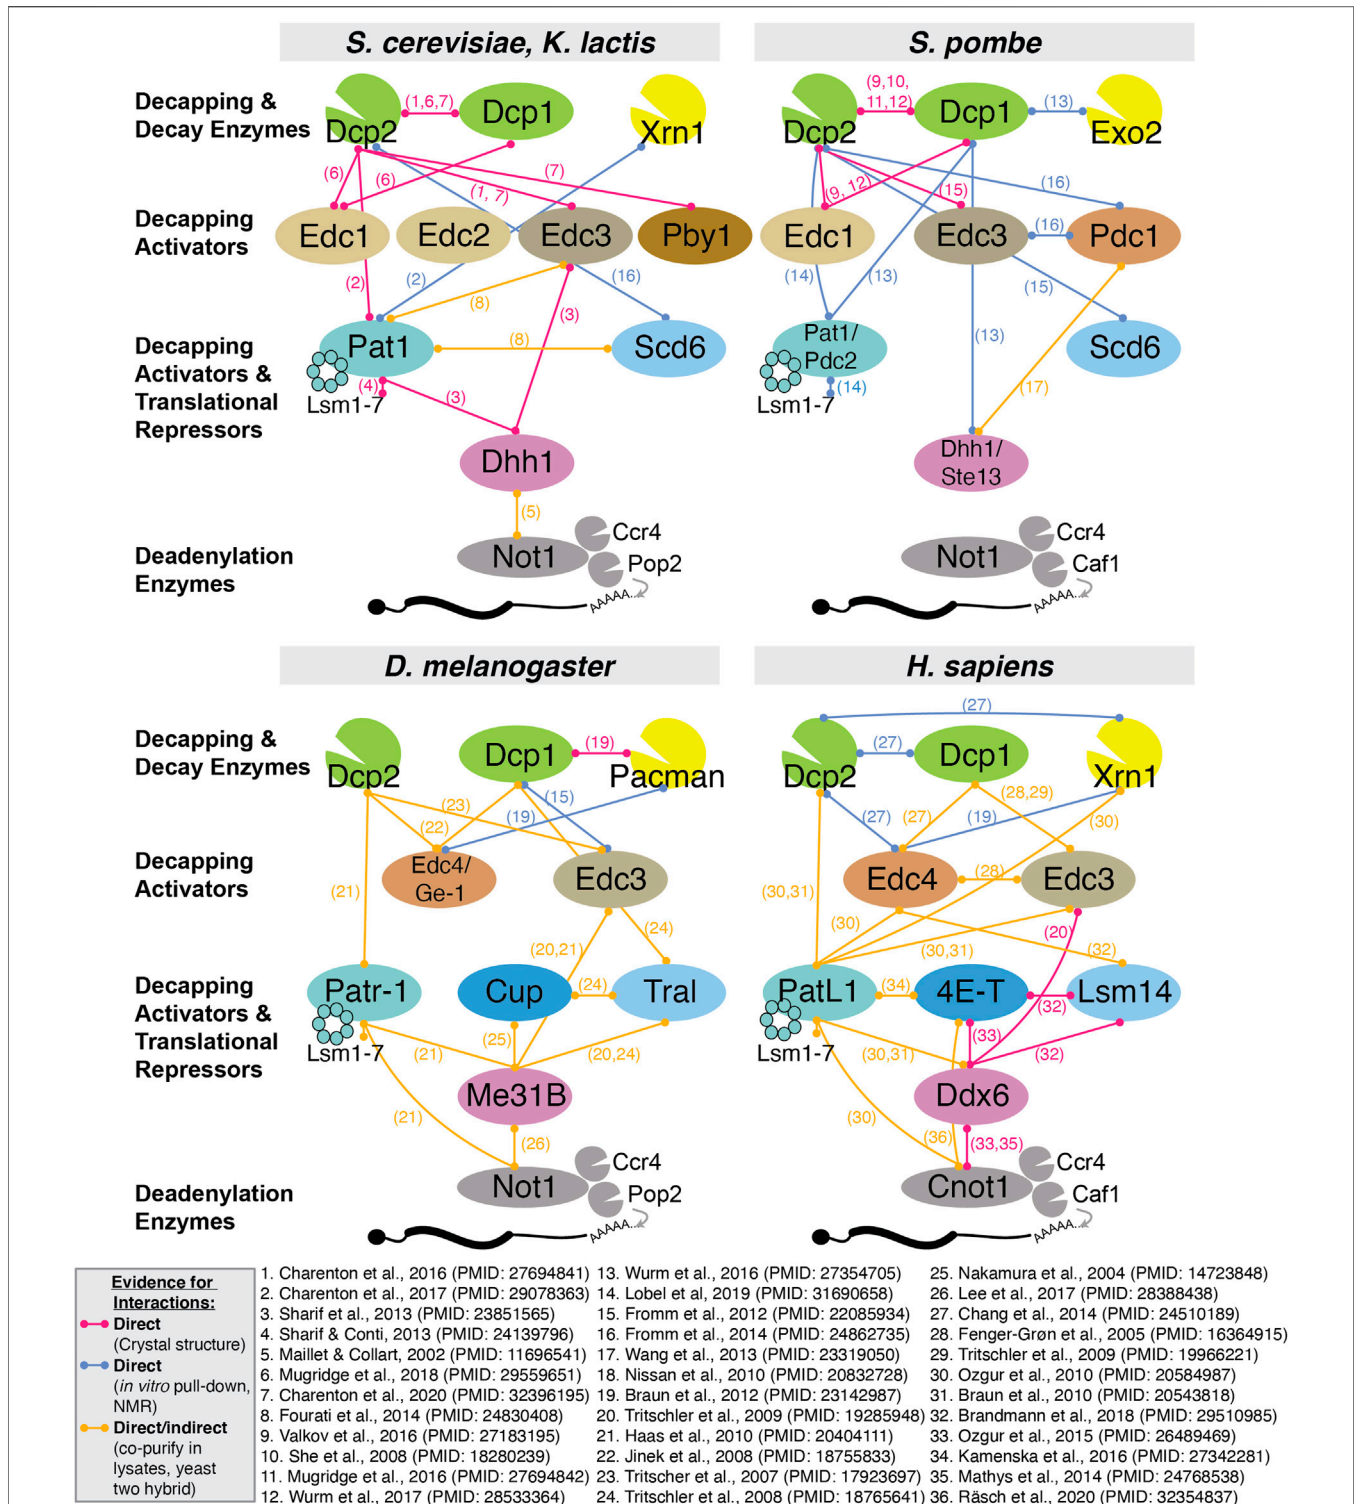 S. cerevisiae, K. lactis
Decapping &
Decay Enzymes
Dcp2
(1,6,7)
Dcp1
Xrn1
(6)
(6)
(1, 7)
(7)
Decapping
Activators
Edc1
Edc2
Edc3
Pby1
(2)
(2)
(8)
(3)
(16)
Decapping
Activators &
Translational
Repressors
Pat1
(8)
Scd6
(4)
Lsm1-7
(3)
Dhh1
(5)
Deadenylation
Enzymes
Not1
Ccr4
Pop2
AAAAA...
S. pombe
Dcp2
(9,10,
11,12)
Dcp1
(13)
Exo2
(9, 12)
(15)
(16)
Edc1
Edc3
(16)
Pdc1
(14)
(13)
(15)
Pat1/
Pdc2
(13)
Scd6
(14)
Lsm1-7
(17)
Dhh1/
Ste13
Not1
Ccr4
Caf1
AAAAA...
D. melanogaster
Decapping &
Decay Enzymes
Dcp2
Dcp1
(19)
Pacman
(23)
(15)
(22)
(19)
Decapping
Activators
Edc4/
Ge-1
Edc3
(21)
(20,21)
(24)
Decapping
Activators &
Translational
Repressors
Patr-1
Cup
(24)
Tral
Lsm1-7
(21)
(25)
(20,24)
Me31B
(21)
(26)
Deadenylation
Enzymes
Not1
Ccr4
Pop2
AAAAA...
H. sapiens
(27)
Dcp2
(27)
Dcp1
Xrn1
(28,29)
(27)
(27)
(19)
(30)
Edc4
(28)
Edc3
(30,31)
(30)
(30,31)
(20)
(32)
PatL1
(34)
4E-T
(32)
Lsm14
Lsm1-7
(30,31)
(33)
(32)
Ddx6
(30)
(36)
(33,35)
Cnot1
Ccr4
Caf1
AAAAA...
Evidence for
Interactions:
Direct
(Crystal structure)
Direct
(in vitro pull-down,
NMR)
Direct/indirect
(co-purify in
lysates, yeast
two hybrid)
1. Charenton et al., 2016 (PMID: 27694841)
2. Charenton et al., 2017 (PMID: 29078363)
3. Sharif et al., 2013 (PMID: 23851565)
4. Sharif & Conti, 2013 (PMID: 24139796)
5. Maillet & Collart, 2002 (PMID: 11696541)
6. Mugridge et al., 2018 (PMID: 29559651)
7. Charenton et al., 2020 (PMID: 32396195)
8. Fourati et al., 2014 (PMID: 24830408)
9. Valkov et al., 2016 (PMID: 27183195)
10. She et al., 2008 (PMID: 18280239)
11. Mugridge et al., 2016 (PMID: 27694842)
12. Wurm et al., 2017 (PMID: 28533364)
13. Wurm et al., 2016 (PMID: 27354705)
14. Lobel et al., 2019 (PMID: 31690658)
15. Fromm et al., 2012 (PMID: 22085934)
16. Fromm et al., 2014 (PMID: 24862735)
17. Wang et al., 2013 (PMID: 23319050)
18. Nissan et al., 2010 (PMID: 20832728)
19. Braun et al., 2012 (PMID: 23142987)
20. Tritschler et al., 2009 (PMID: 19285948)
21. Haas et al., 2010 (PMID: 20404111)
22. Jinek et al., 2008 (PMID: 18755833)
23. Tritscher et al., 2007 (PMID: 17923697)
24. Tritschler et al., 2008 (PMID: 18765641)
25. Nakamura et al., 2004 (PMID: 14723848)
26. Lee et al., 2017 (PMID: 28388438)
27. Chang et al., 2014 (PMID: 24510189)
28. Fenger-Grøn et al., 2005 (PMID: 16364915)
29. Tritschler et al., 2009 (PMID: 19966221)
30. Ozgur et al., 2010 (PMID: 20584987)
31. Braun et al., 2010 (PMID: 20543818)
32. Brandmann et al., 2018 (PMID: 29510985)
33. Ozgur et al., 2015 (PMID: 26489469)
34. Kamenska et al., 2016 (PMID: 27342281)
35. Mathys et al., 2014 (PMID: 24768538)
36. Räsch et al., 2020 (PMID: 32354837)